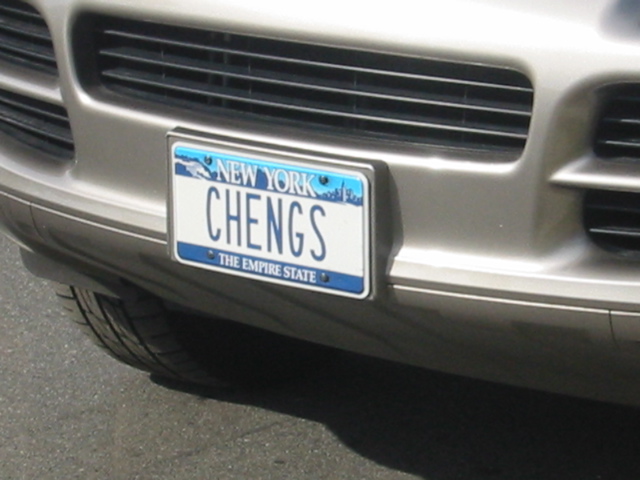 NEW YORK
CHENGS
THE EMPIRE STATE